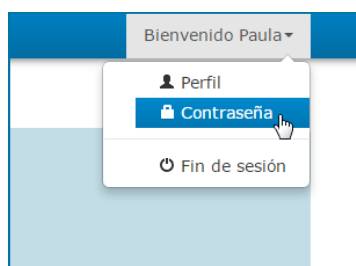 Bienvenido Paula
Perfil
Contraseña
Fin de sesión